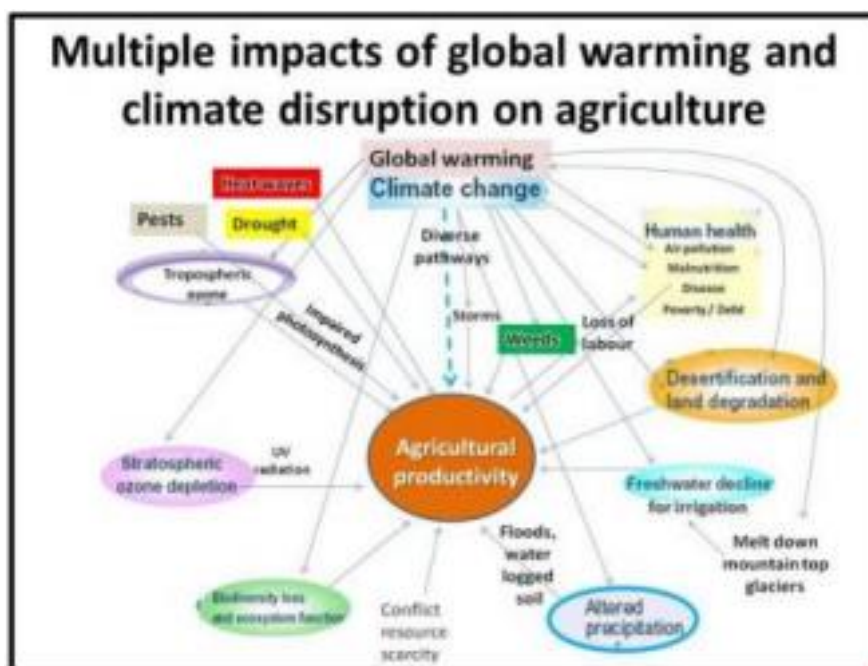 Multiple impacts of global warming and
climate disruption on agriculture
Global warming
Climate change
Heat waves
Pests
Drought
Diverse
pathways
Human health
Air pollution
Malnutrition
Disease
Poverty / Debt
Tropospheric
ozone
Impaired
photosynthesis
Storms
Weeds
Loss of
labour
Desertification and
land degradation
Agricultural
productivity
Stratospheric
ozone depletion
UV
radiation
Freshwater decline
for irrigation
Floods,
water
logged
soil
Melt down
mountain top
glaciers
Biodiversity loss
and ecosystem function
Conflict
resource
scarcity
Altered
precipitation